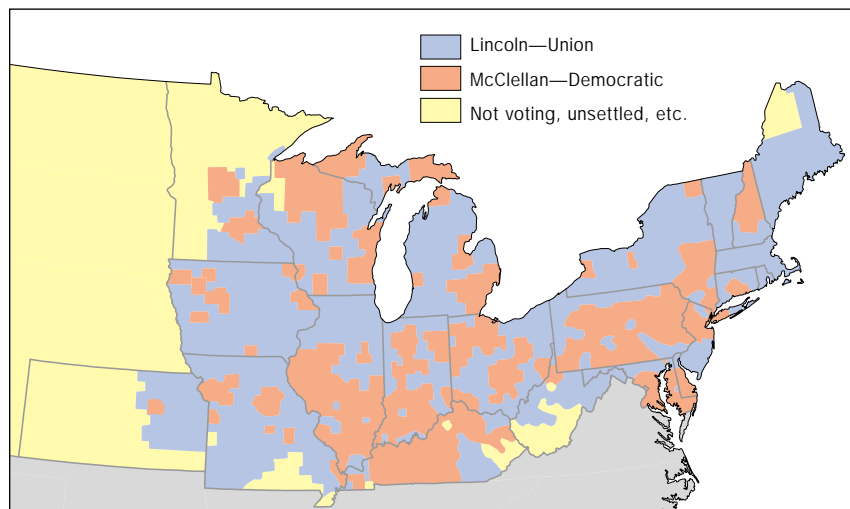 Lincoln—Union
McClellan—Democratic
Not voting, unsettled, etc.